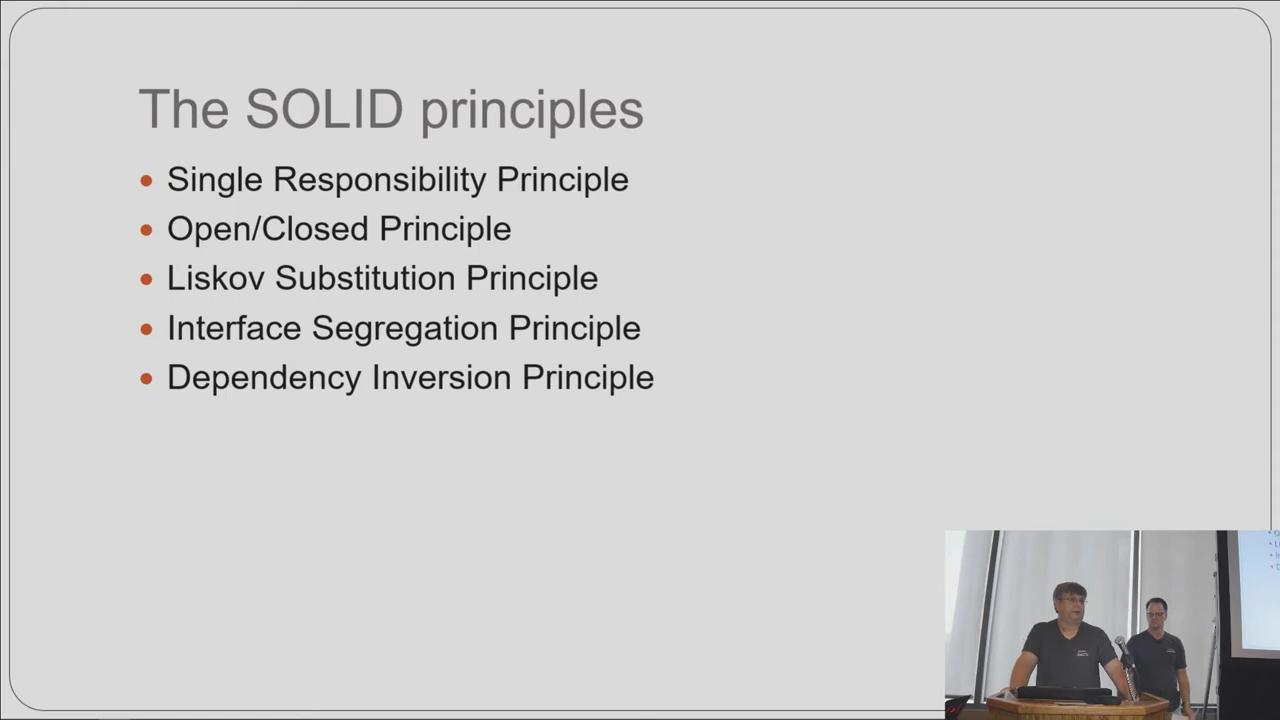 The SOLID principles
• Single Responsibility Principle
• Open/Closed Principle
• Liskov Substitution Principle
• Interface Segregation Principle
• Dependency Inversion Principle